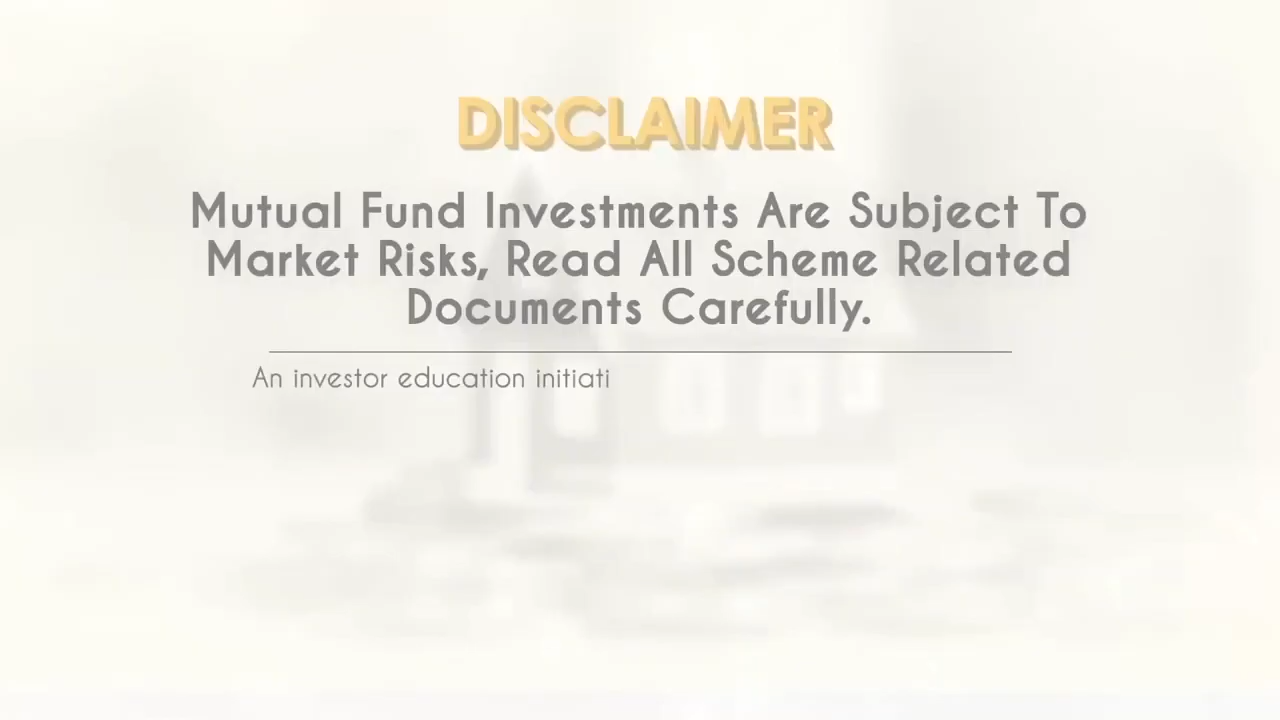 DISCLAIMER
Mutual Fund Investments Are Subject To
Market Risks, Read All Scheme Related
Documents Carefully.
An investor education initiati